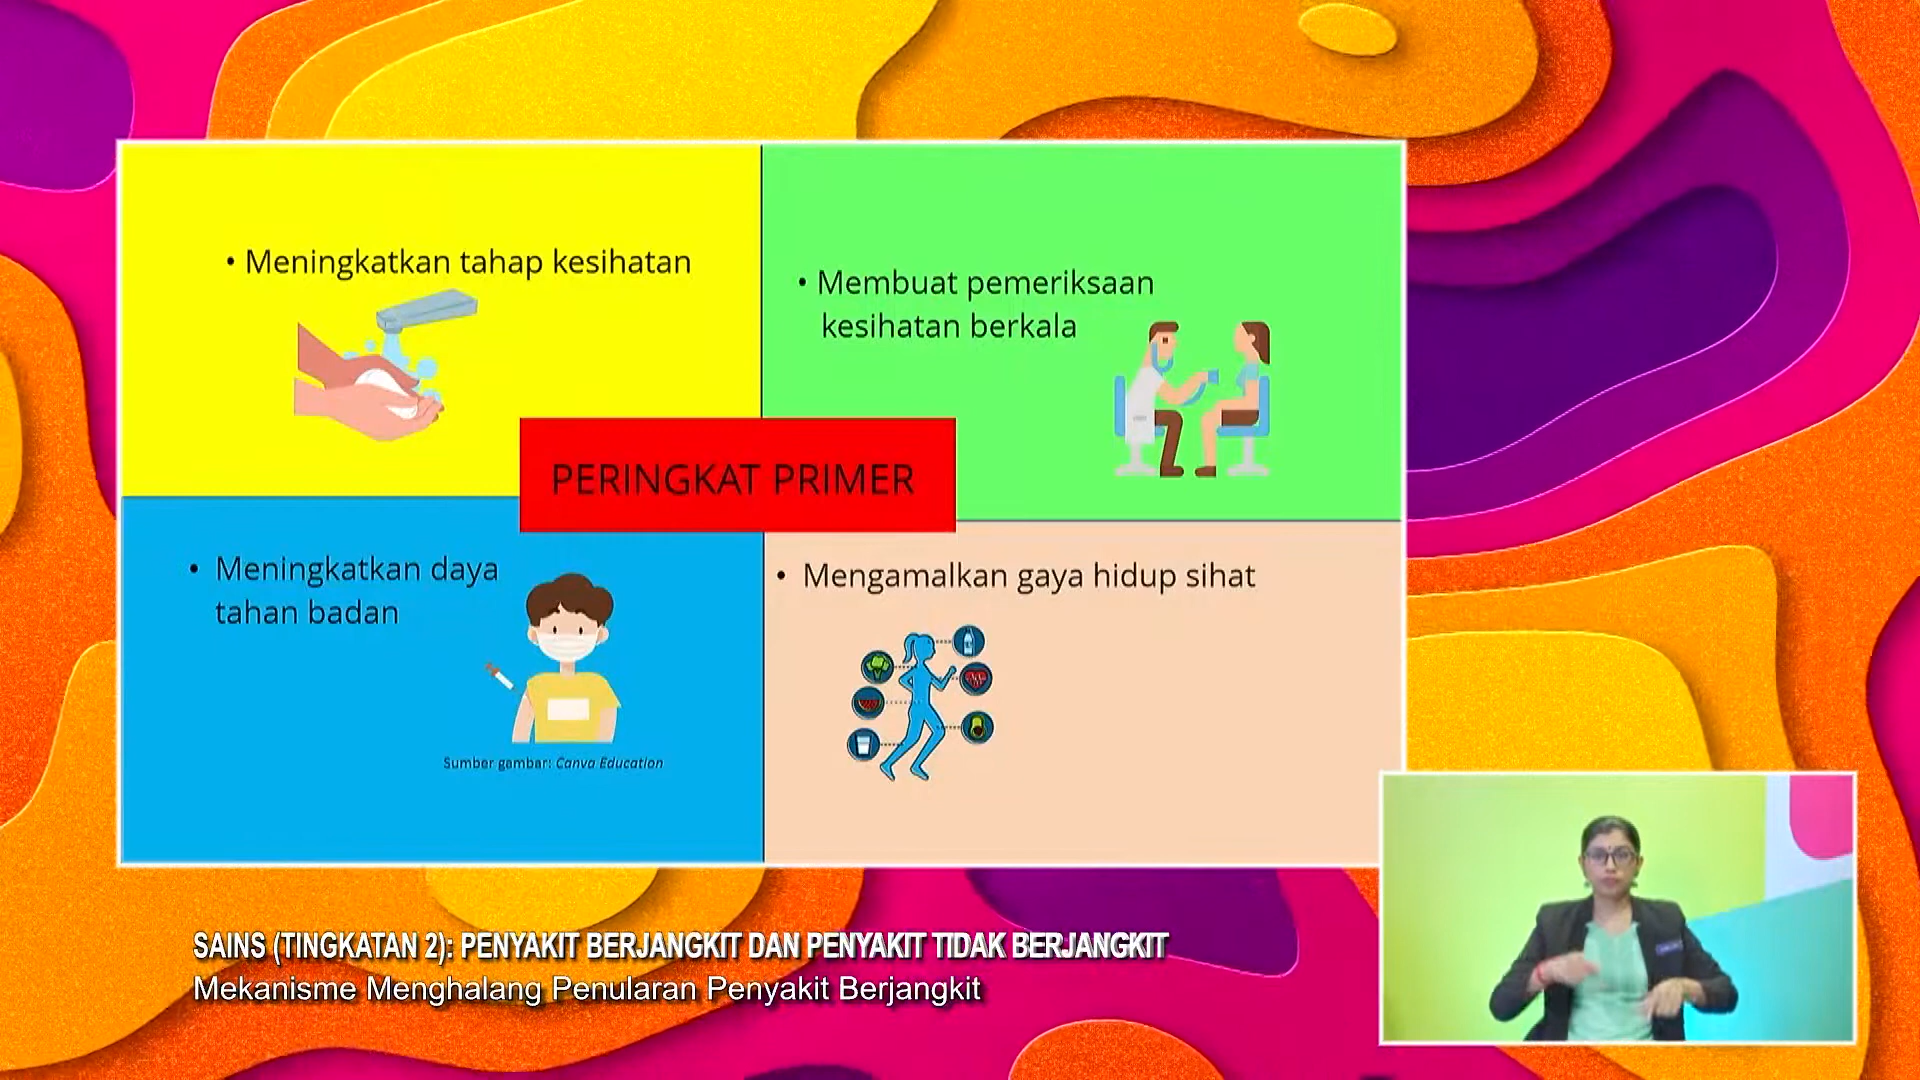 • Meningkatkan tahap kesihatan
• Membuat pemeriksaan
kesihatan berkala
PERINGKAT PRIMER
• Meningkatkan daya
tahan badan
• Mengamalkan gaya hidup sihat
Sumber gambar: Canva Education
SAINS (TINGKATAN 2): PENYAKIT BERJANGKIT DAN PENYAKIT TIDAK BERJANGKIT
Mekanisme Menghalang Penularan Penyakit Berjangkit